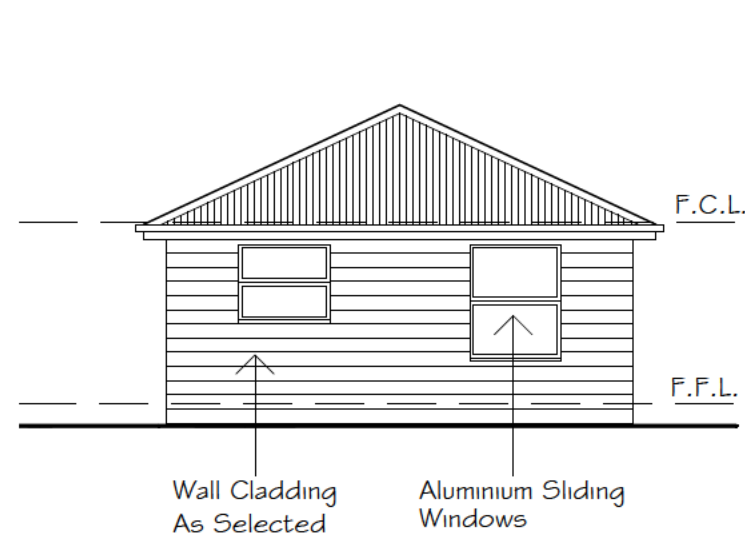 F.C.L.
F.F.L.
Wall Cladding
As Selected
Aluminium Sliding
Windows